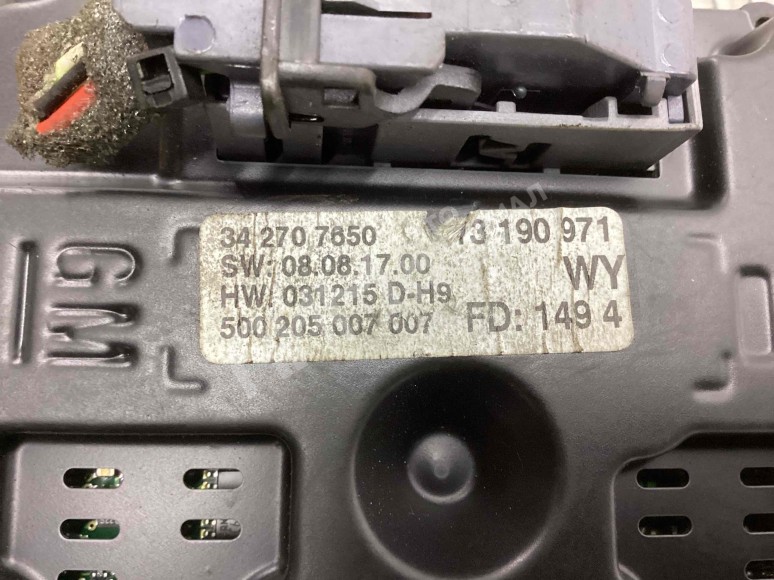 34 270 7650 13 190 971
SW: 08.08.17.00 WY
HW: 031215 D-H9
500 205 007 007 FD: 149 4
GM